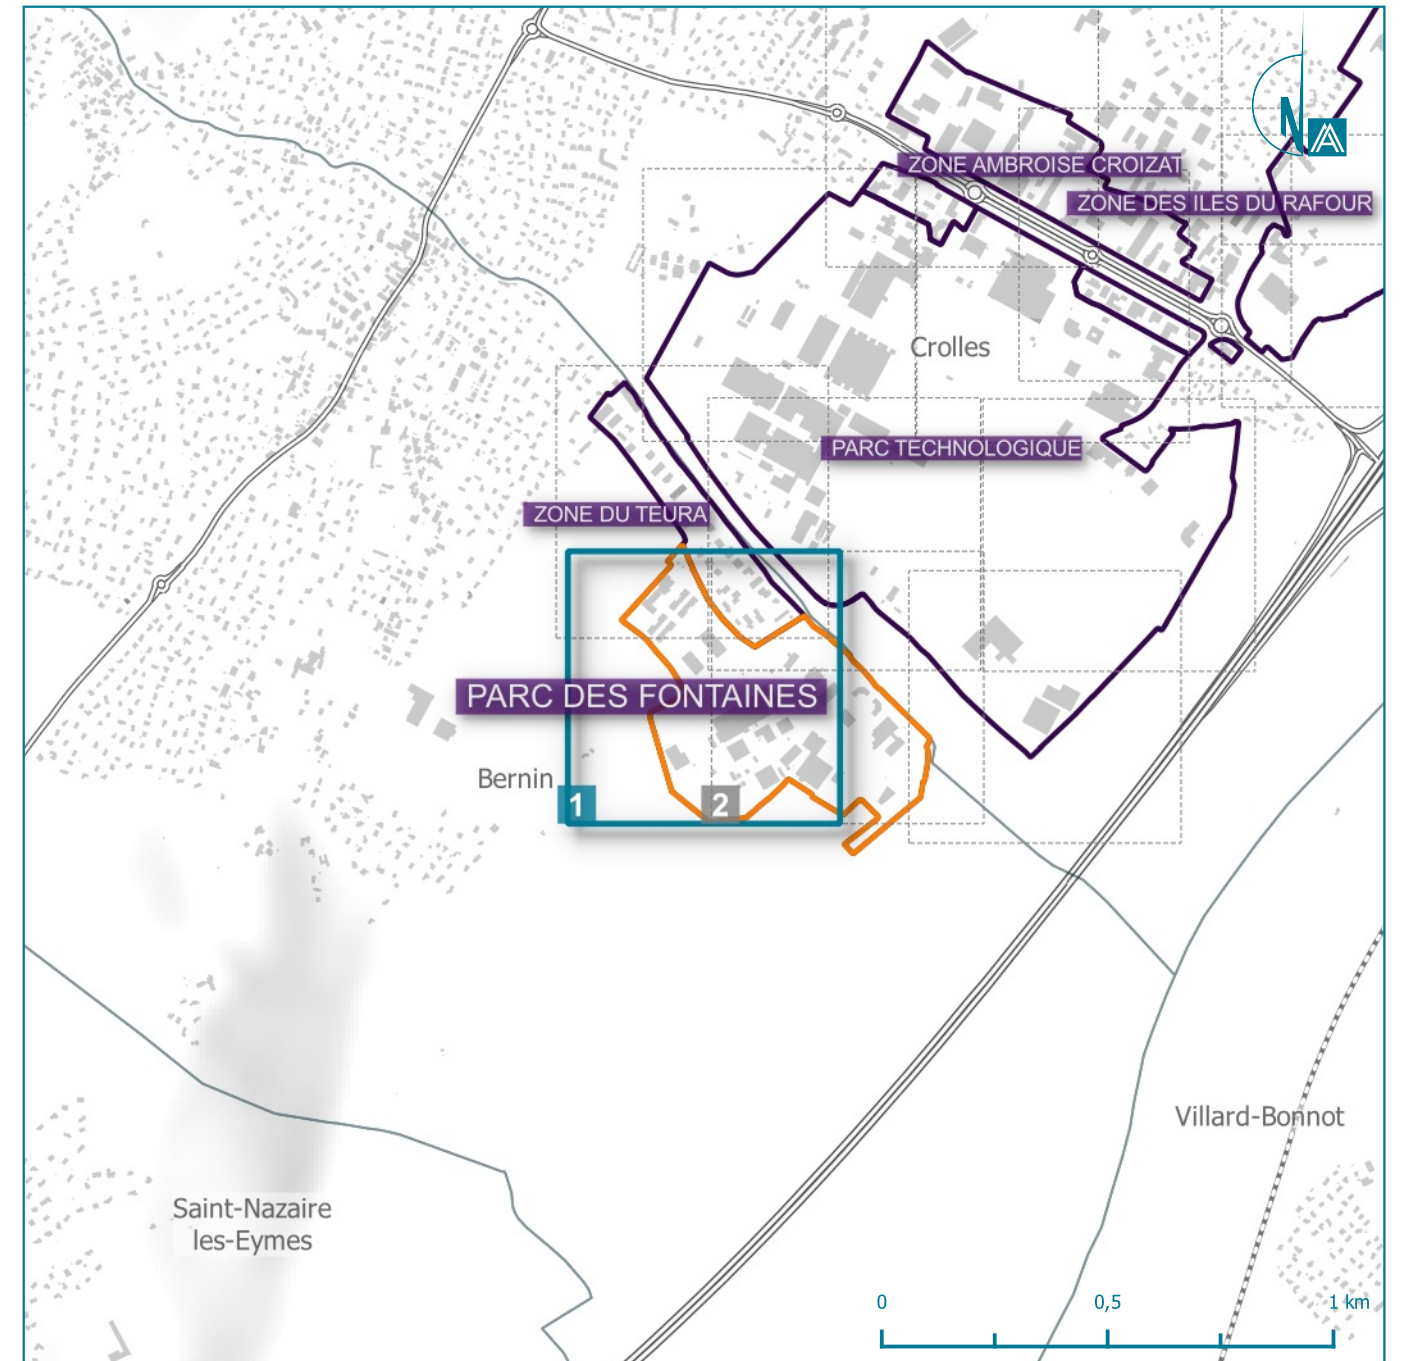 N
ZONE AMBROISE CROIZAT
ZONE DES ILES DU RAFOUR
Crolles
PARC TECHNOLOGIQUE
ZONE DU TEURA
PARC DES FONTAINES
Bernin
1
2
Villard-Bonnot
Saint-Nazaire
les-Eymes
0
0,5
1 km